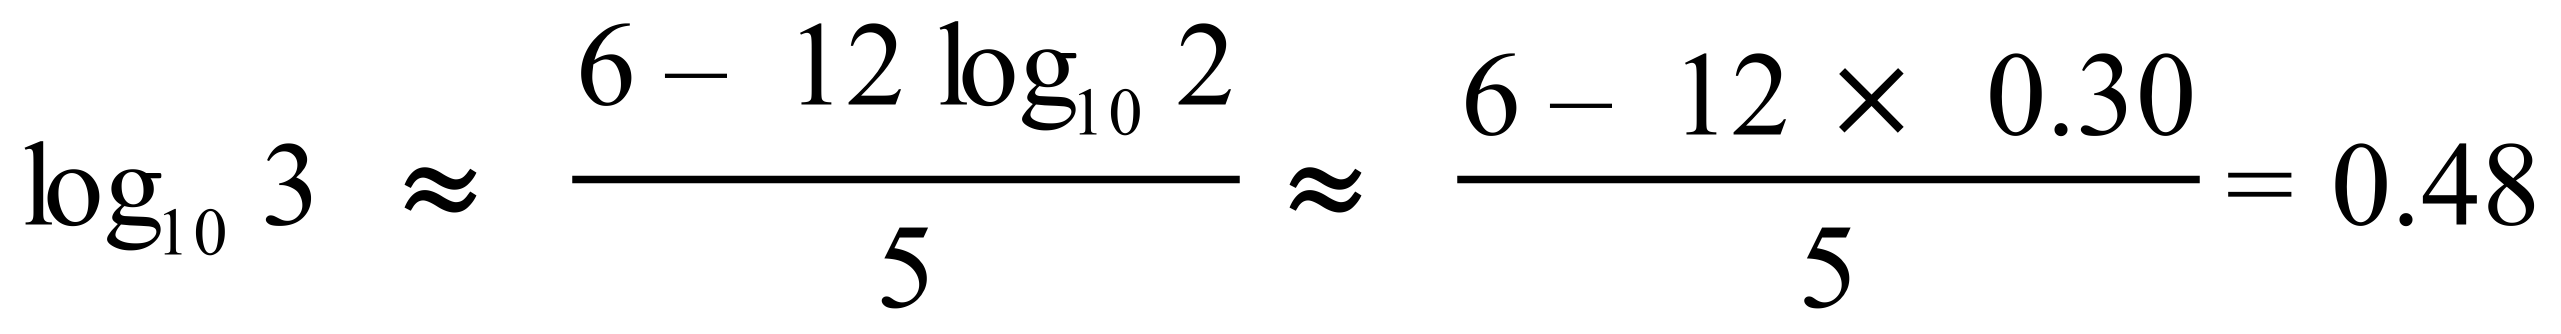 log₁₀ 3 ≈ (6 − 12 log₁₀ 2)/5 ≈ (6 − 12 × 0.30)/5 = 0.48